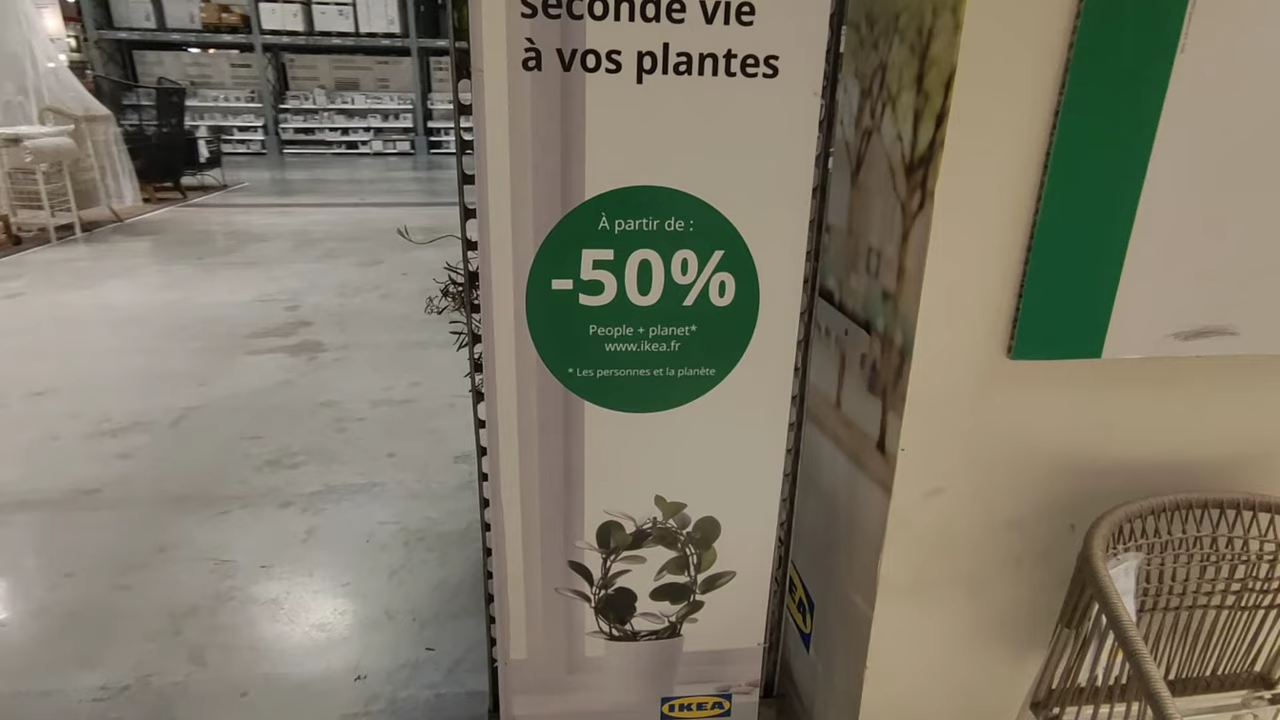 seconde vie
à vos plantes
À partir de :
-50%
People + planet*
www.ikea.fr
* Les personnes et la planète
IKEA